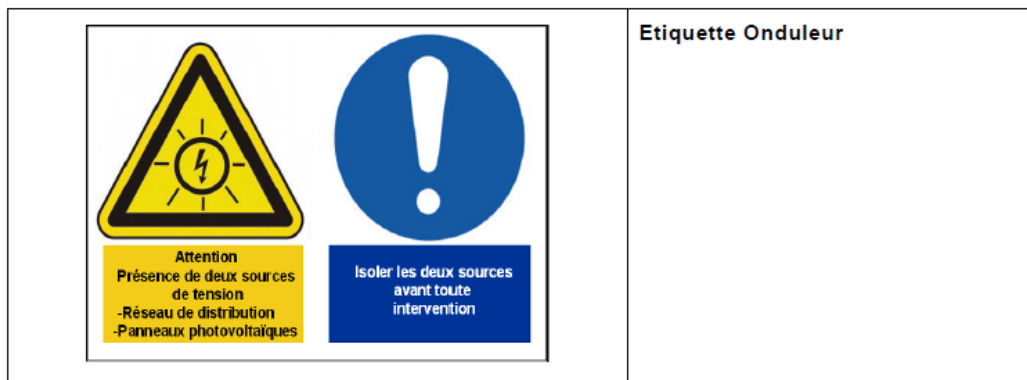 Etiquette Onduleur
Attention
Présence de deux sources
de tension
-Réseau de distribution
-Panneaux photovoltaïques
Isoler les deux sources
avant toute
intervention